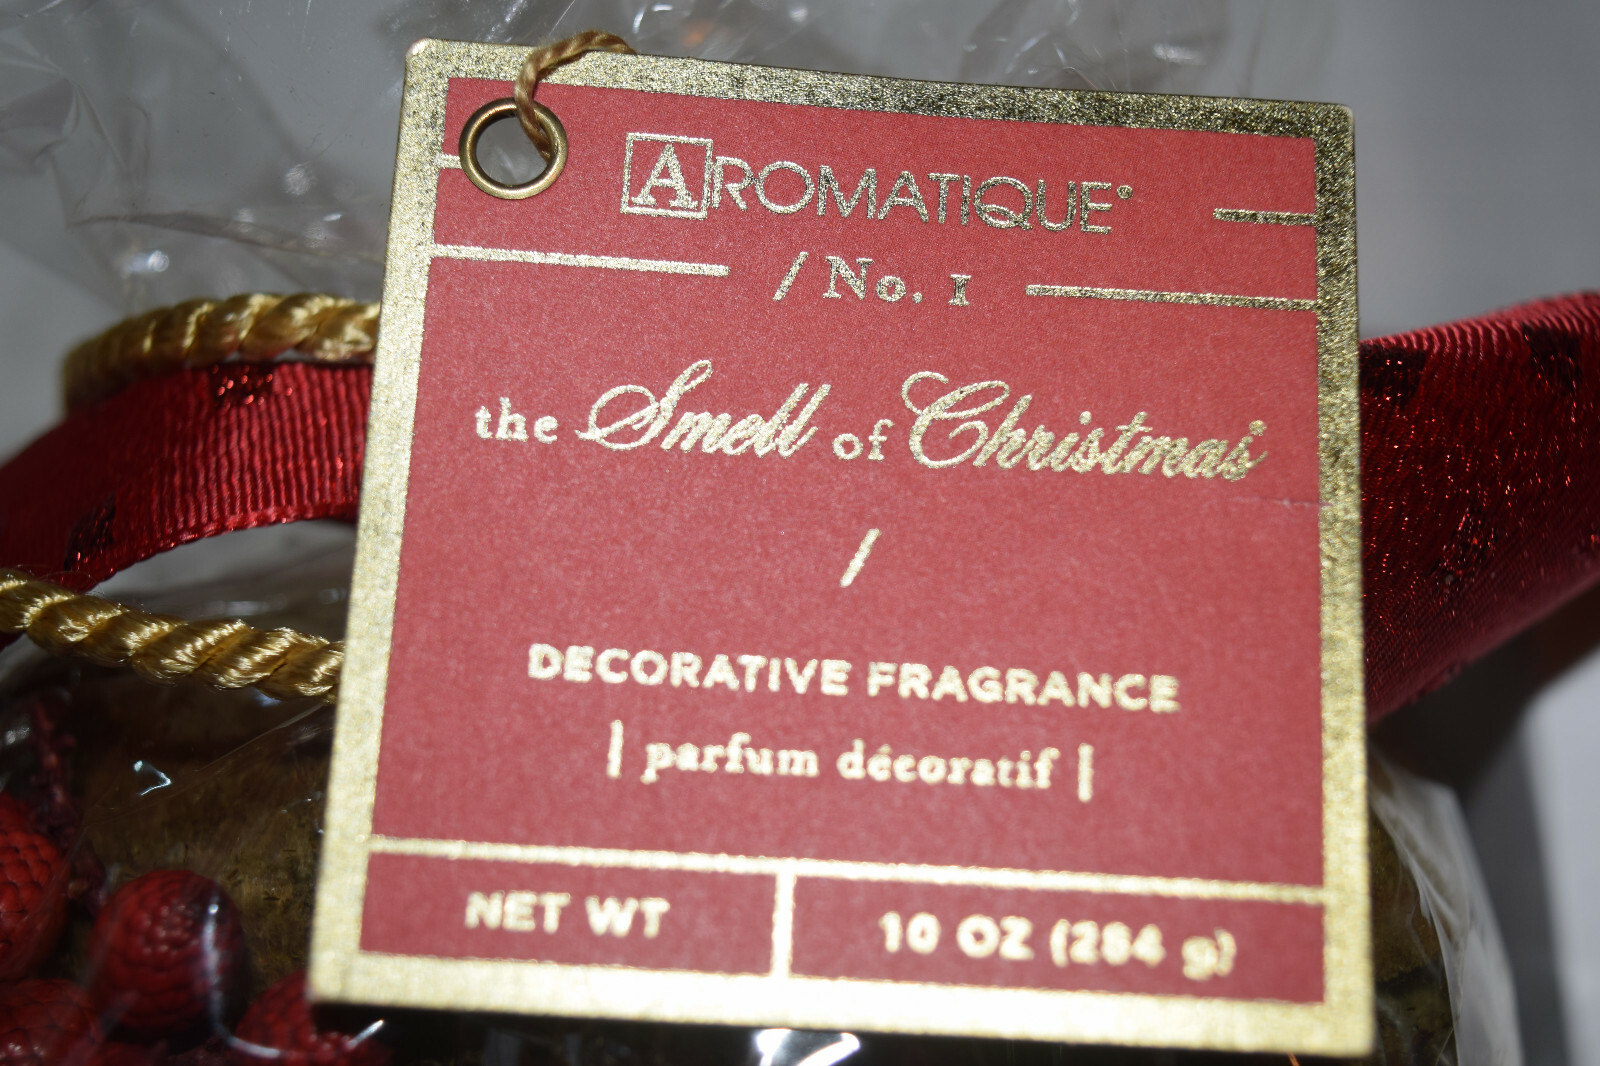 AROMATIQUE®
/ No. 1
the Smell of Christmas®
/
DECORATIVE FRAGRANCE
| parfum décoratif |
NET WT
10 OZ (284 g)